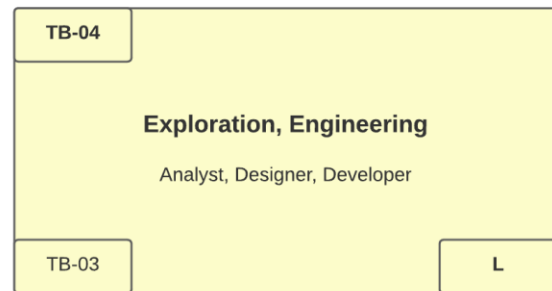 TB-04
Exploration, Engineering
Analyst, Designer, Developer
TB-03
L